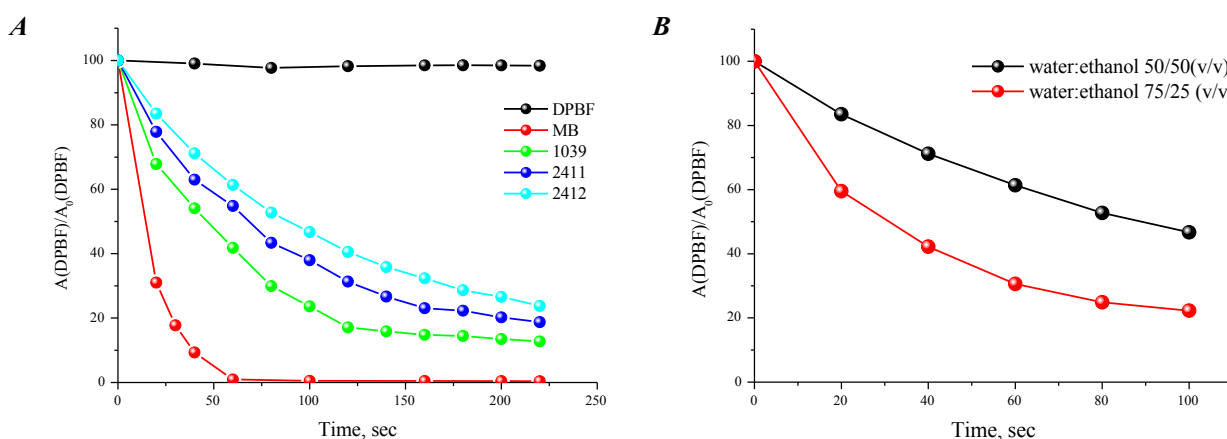 A
B
A(DPBF)/A₀(DPBF)
100
80
60
40
20
0
0
50
100
150
200
250
Time, sec
DPBF
MB
1039
2411
2412
A(DPBF)/A₀(DPBF)
100
80
60
40
20
0
0
20
40
60
80
100
Time, sec
water:ethanol 50/50(v/v)
water:ethanol 75/25 (v/v